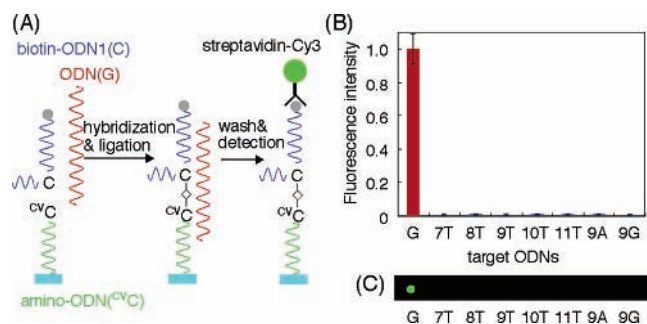 (A)
biotin-ODN1(C)
ODN(G)
streptavidin-Cy3
hybridization
& ligation
wash&
detection
C
C
C
cvC
cvC
cvC
amino-ODN(cvC)
(B)
Fluorescence intensity
1.0
0.8
0.6
0.4
0.2
0
G 7T 8T 9T 10T 11T 9A 9G
target ODNs
(C)
G 7T 8T 9T 10T 11T 9A 9G